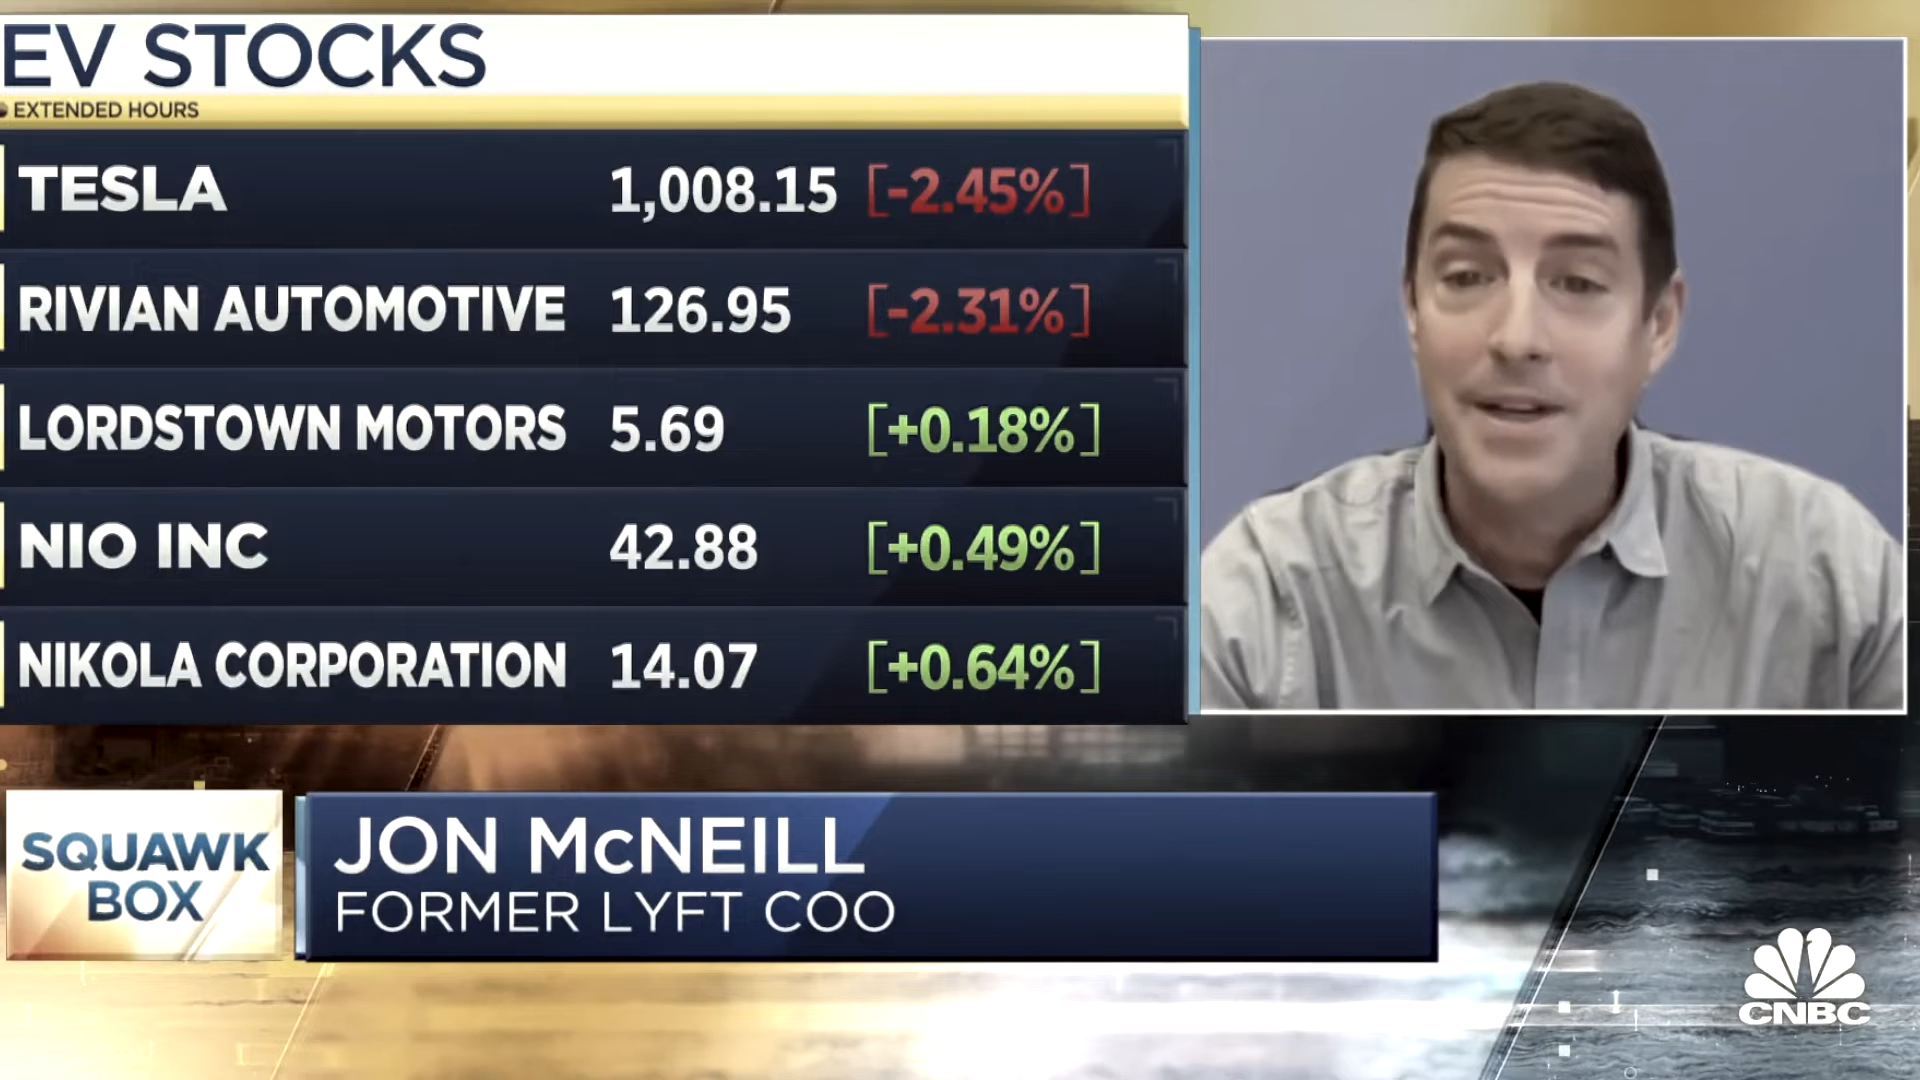 EV STOCKS
EXTENDED HOURS
TESLA 1,008.15 [-2.45%]
RIVIAN AUTOMOTIVE 126.95 [-2.31%]
LORDSTOWN MOTORS 5.69 [+0.18%]
NIO INC 42.88 [+0.49%]
NIKOLA CORPORATION 14.07 [+0.64%]
SQUAWK
BOX
JON McNEILL
FORMER LYFT COO
CNBC